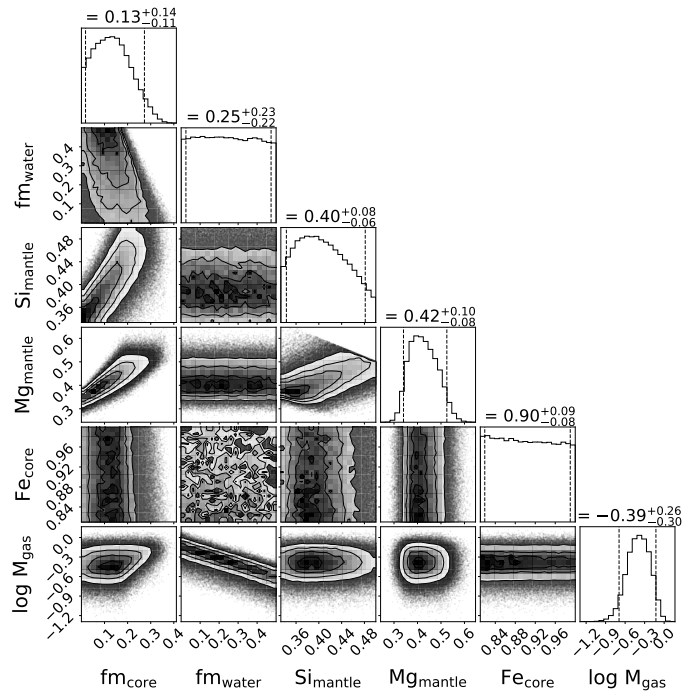 = 0.13+0.14−0.11
= 0.25+0.23−0.22
0.4
0.3
0.2
0.1
fmwater
= 0.40+0.08−0.06
0.48
0.44
0.40
0.36
Simantle
= 0.42+0.10−0.08
0.6
0.5
0.4
0.3
Mgmantle
= 0.90+0.09−0.08
0.96
0.92
0.88
0.84
Fecore
= −0.39+0.26−0.30
0.0
−0.3
−0.6
−0.9
−1.2
log Mgas
0.1 0.2 0.3 0.4
0.1 0.2 0.3 0.4
0.36 0.40 0.44 0.48
0.3 0.4 0.5 0.6
0.84 0.88 0.92 0.96
−1.2 −0.9 −0.6 −0.3 0.0
fmcore fmwater Simantle Mgmantle Fecore log Mgas